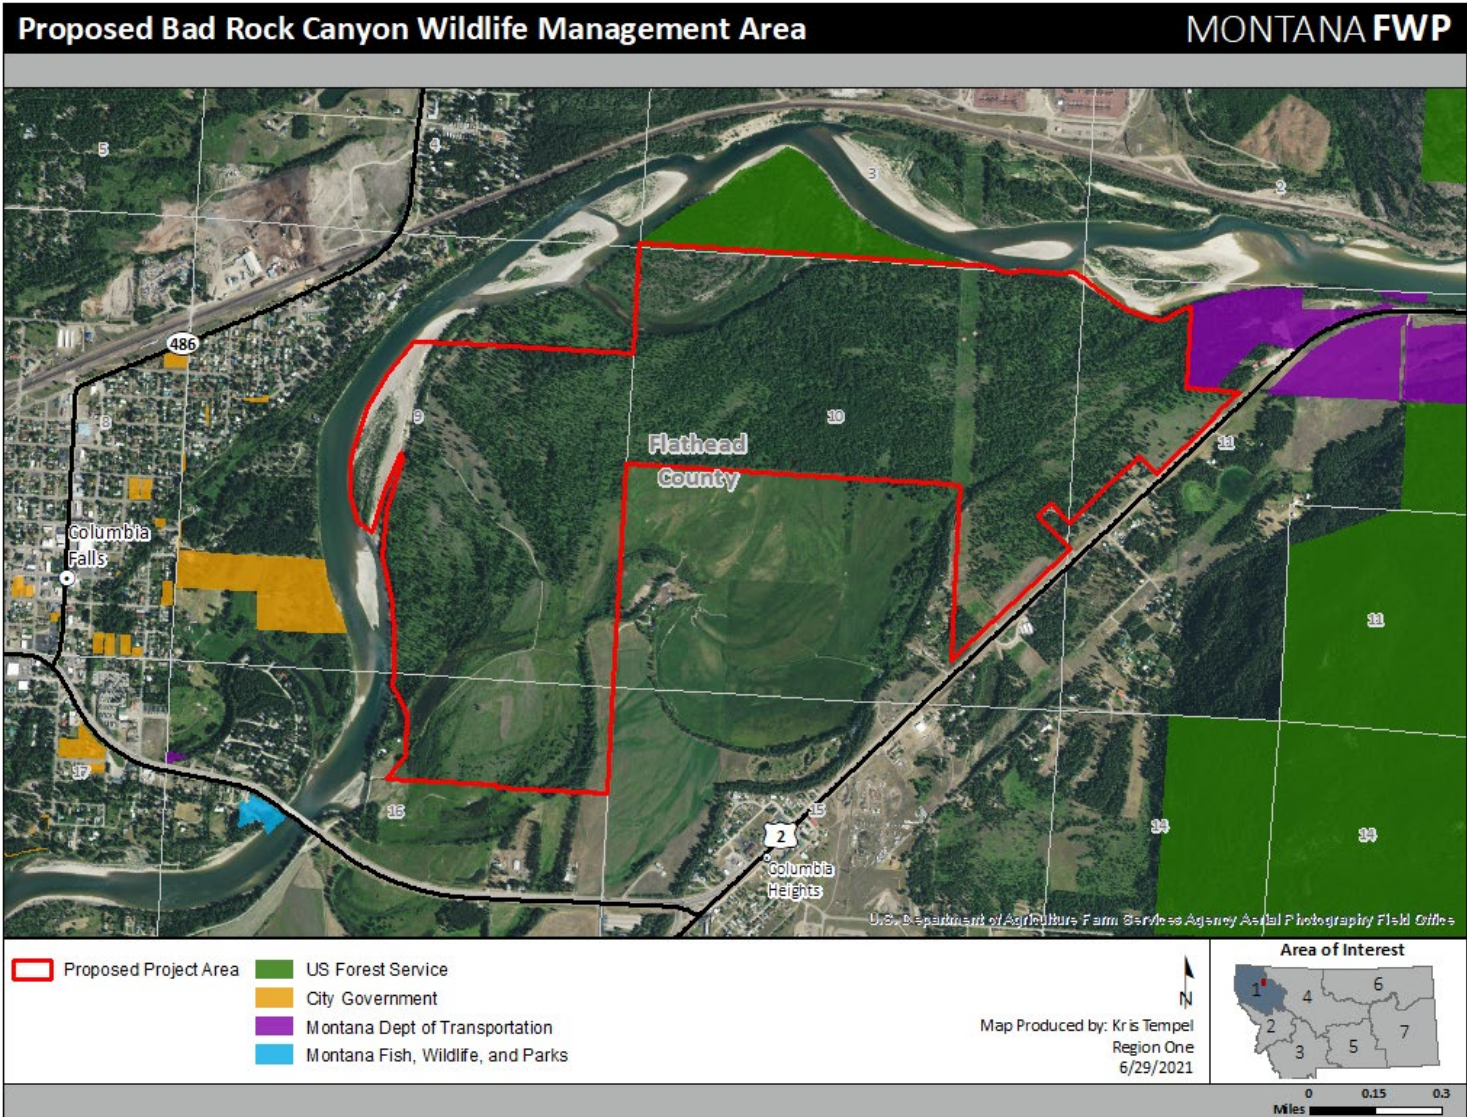 Proposed Bad Rock Canyon Wildlife Management Area
MONTANA FWP
5
4
3
2
486
9
8
10
Flathead
County
11
Columbia
Falls
11
17
16
15
14
14
2
Columbia
Heights
U.S. Department of Agriculture Farm Services Agency Aerial Photography Field Office
Proposed Project Area
US Forest Service
City Government
Montana Dept of Transportation
Montana Fish, Wildlife, and Parks
N
Map Produced by: Kris Tempel
Region One
6/29/2021
Area of Interest
1
4
6
2
7
3
5
0 0.15 0.3
Miles